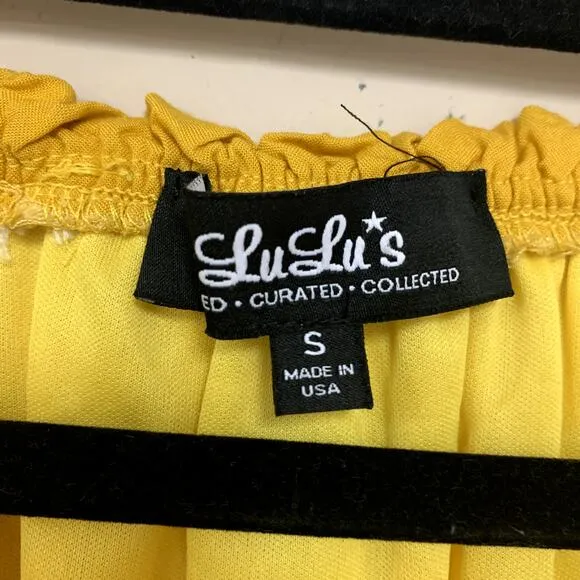 LuLu★s
ED • CURATED • COLLECTED
S
MADE IN
USA